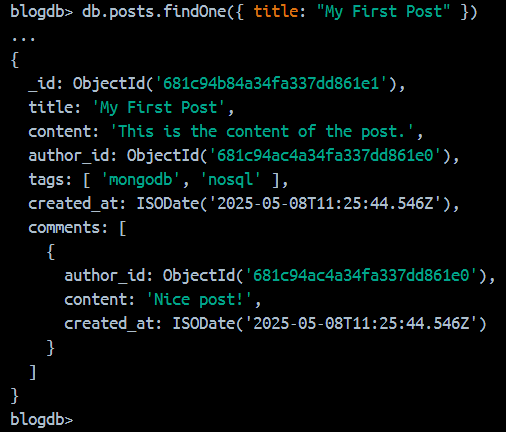 blogdb> db.posts.findOne({ title: "My First Post" })
...
{
  _id: ObjectId('681c94b84a34fa337dd861e1'),
  title: 'My First Post',
  content: 'This is the content of the post.',
  author_id: ObjectId('681c94ac4a34fa337dd861e0'),
  tags: [ 'mongodb', 'nosql' ],
  created_at: ISODate('2025-05-08T11:25:44.546Z'),
  comments: [
    {
      author_id: ObjectId('681c94ac4a34fa337dd861e0'),
      content: 'Nice post!',
      created_at: ISODate('2025-05-08T11:25:44.546Z')
    }
  ]
}
blogdb>